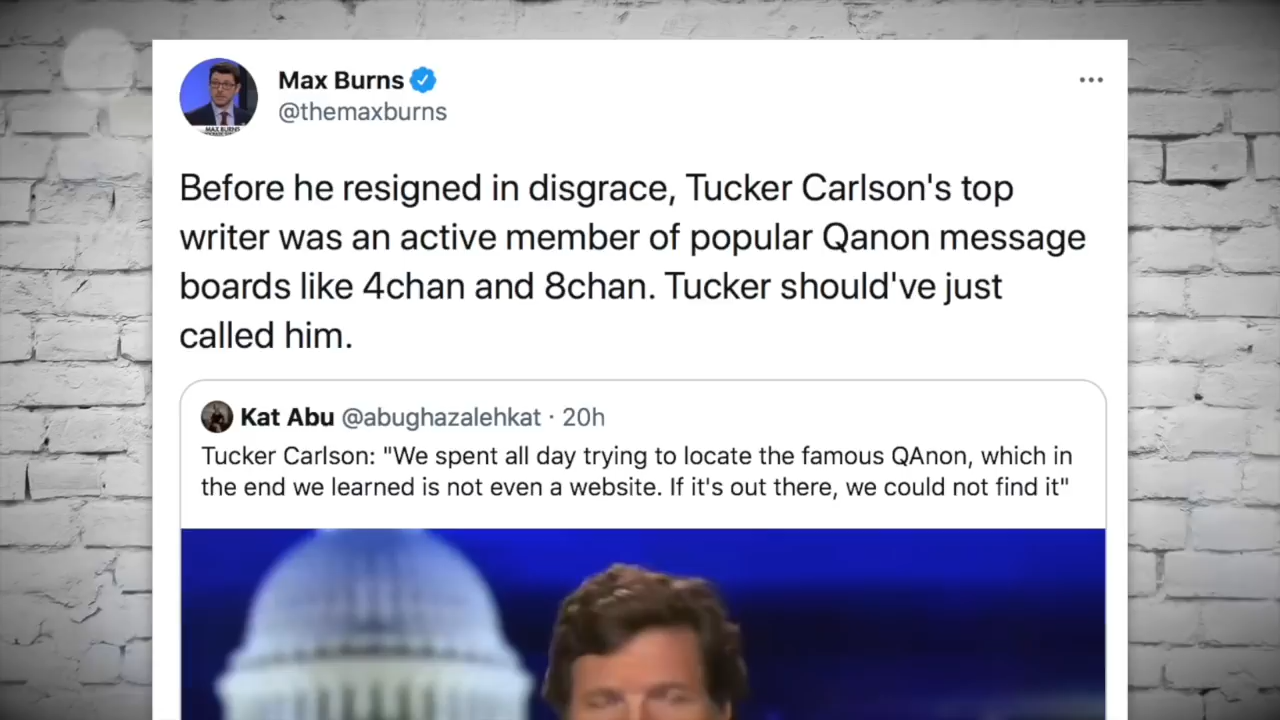 Max Burns
@themaxburns
Before he resigned in disgrace, Tucker Carlson's top
writer was an active member of popular Qanon message
boards like 4chan and 8chan. Tucker should've just
called him.
Kat Abu @abughazalehkat · 20h
Tucker Carlson: "We spent all day trying to locate the famous QAnon, which in
the end we learned is not even a website. If it's out there, we could not find it"